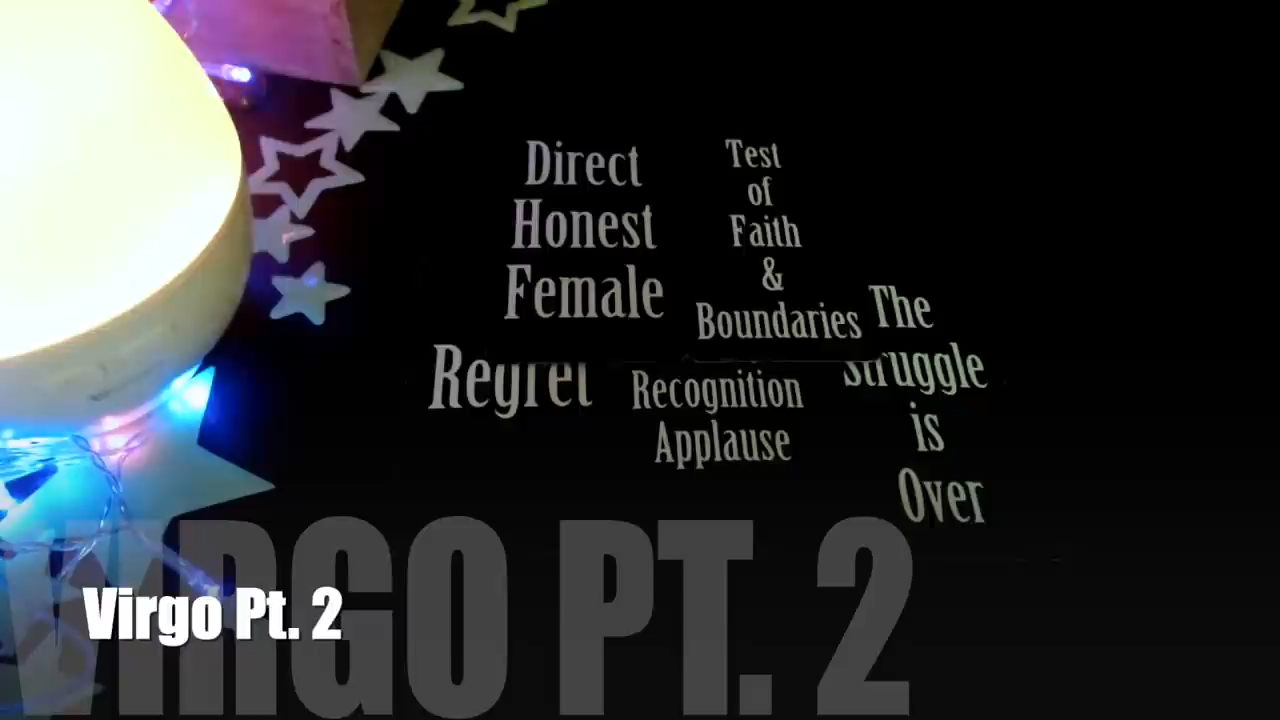 Direct
Honest
Female
Test
of
Faith
&
Boundaries
The
Struggle
is
Over
Regret
Recognition
Applause
VIRGO PT. 2
Virgo Pt. 2